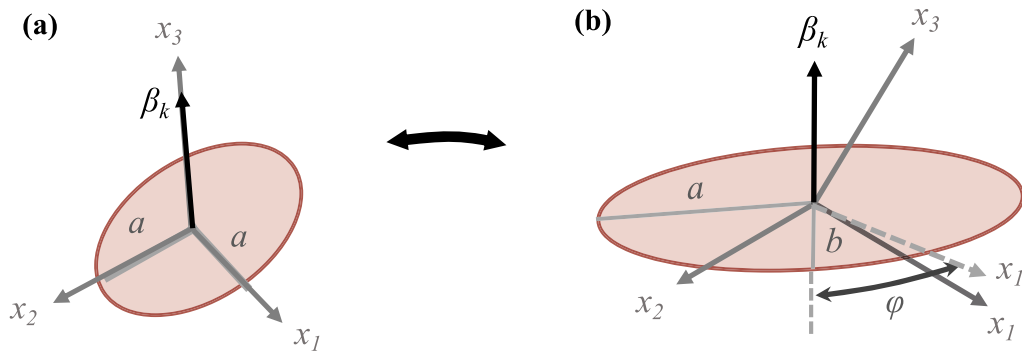 (a)
x₃
βₖ
a
a
x₂
x₁
(b)
βₖ
x₃
a
b
x₁
x₂
φ
x₁